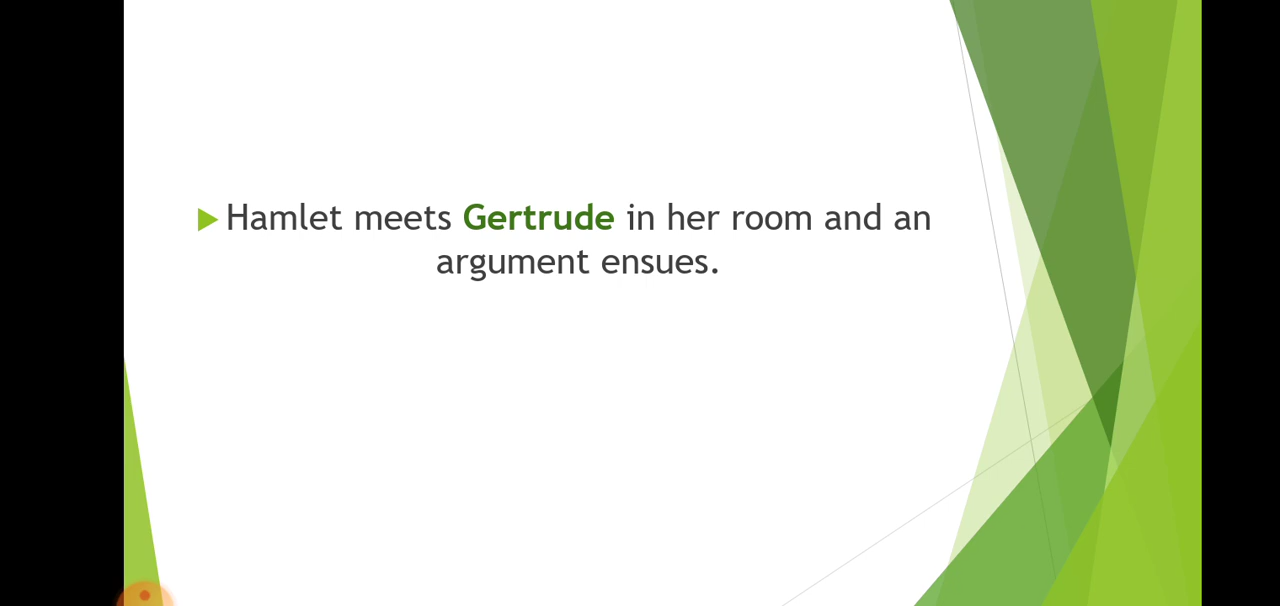 Hamlet meets Gertrude in her room and an
argument ensues.